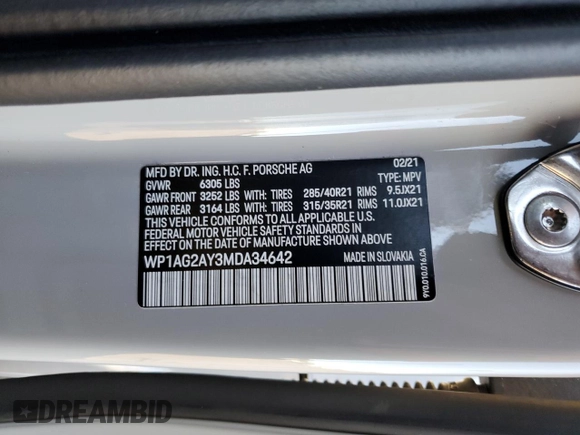 MFD BY DR. ING. H.C. F. PORSCHE AG 02/21
GVWR 6305 LBS TYPE: MPV
GAWR FRONT 3252 LBS WITH: TIRES 285/40R21 RIMS 9.5JX21
GAWR REAR 3164 LBS WITH: TIRES 315/35R21 RIMS 11.0JX21
THIS VEHICLE CONFORMS TO ALL APPLICABLE FEDERAL
MOTOR VEHICLE SAFETY STANDARDS IN
EFFECT ON THE DATE OF MANUFACTURE SHOWN ABOVE.
WP1AG2AY3MDA34642 MADE IN SLOVAKIA
9Y0.010.016.CA
DREAMBID